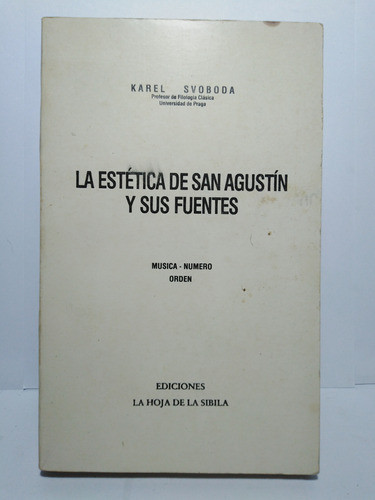 KAREL SVOBODA
Profesor de Filología Clásica
Universidad de Praga
LA ESTÉTICA DE SAN AGUSTÍN
Y SUS FUENTES
MUSICA - NUMERO
ORDEN
EDICIONES
LA HOJA DE LA SIBILA